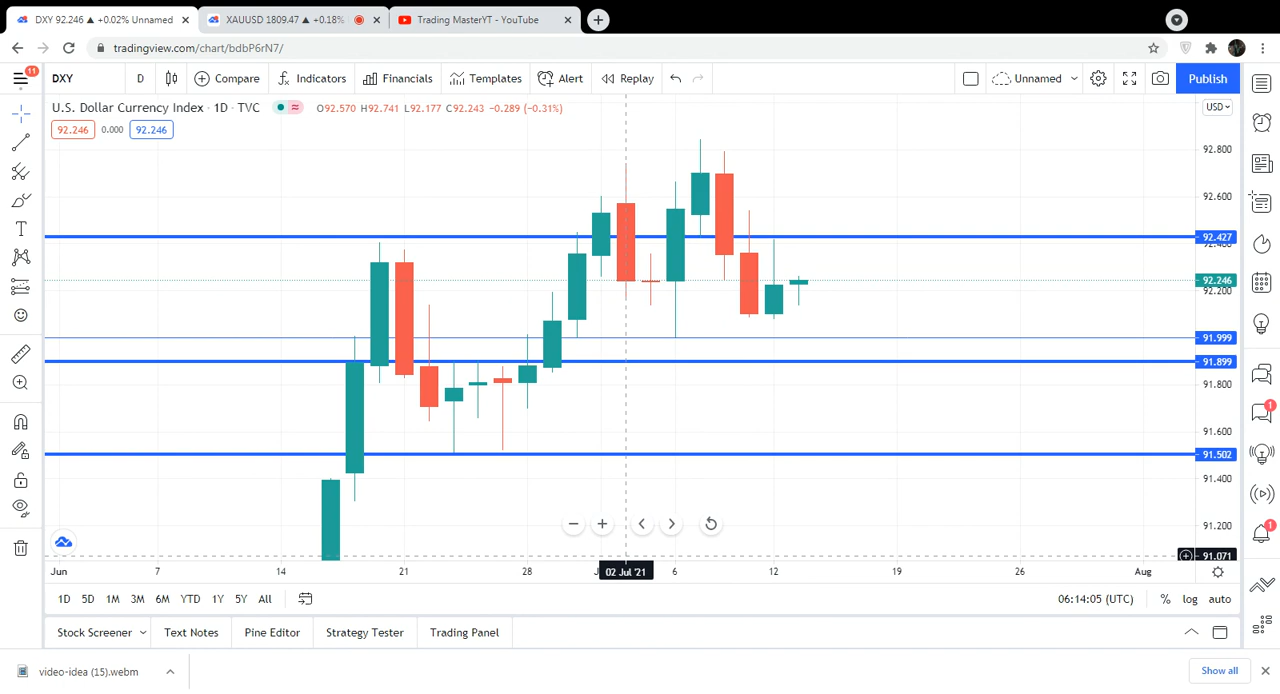 DXY 92.246 ▲ +0.02% Unnamed
XAUUSD 1809.47 ▲ +0.18%
Trading MasterYT - YouTube
tradingview.com/chart/bdbP6rN7/
11
DXY
D
Compare
Indicators
Financials
Templates
Alert
Replay
Unnamed
Publish
U.S. Dollar Currency Index · 1D · TVC
O92.570 H92.741 L92.177 C92.243 -0.289 (-0.31%)
USD
92.246
0.000
92.246
92.800
92.600
92.427
92.400
92.246
92.200
91.999
91.899
91.800
91.600
91.502
91.400
91.200
91.071
Jun
7
14
21
28
02 Jul '21
6
12
19
26
Aug
1D
5D
1M
3M
6M
YTD
1Y
5Y
All
06:14:05 (UTC)
%
log
auto
Stock Screener
Text Notes
Pine Editor
Strategy Tester
Trading Panel
1
1
video-idea (15).webm
Show all